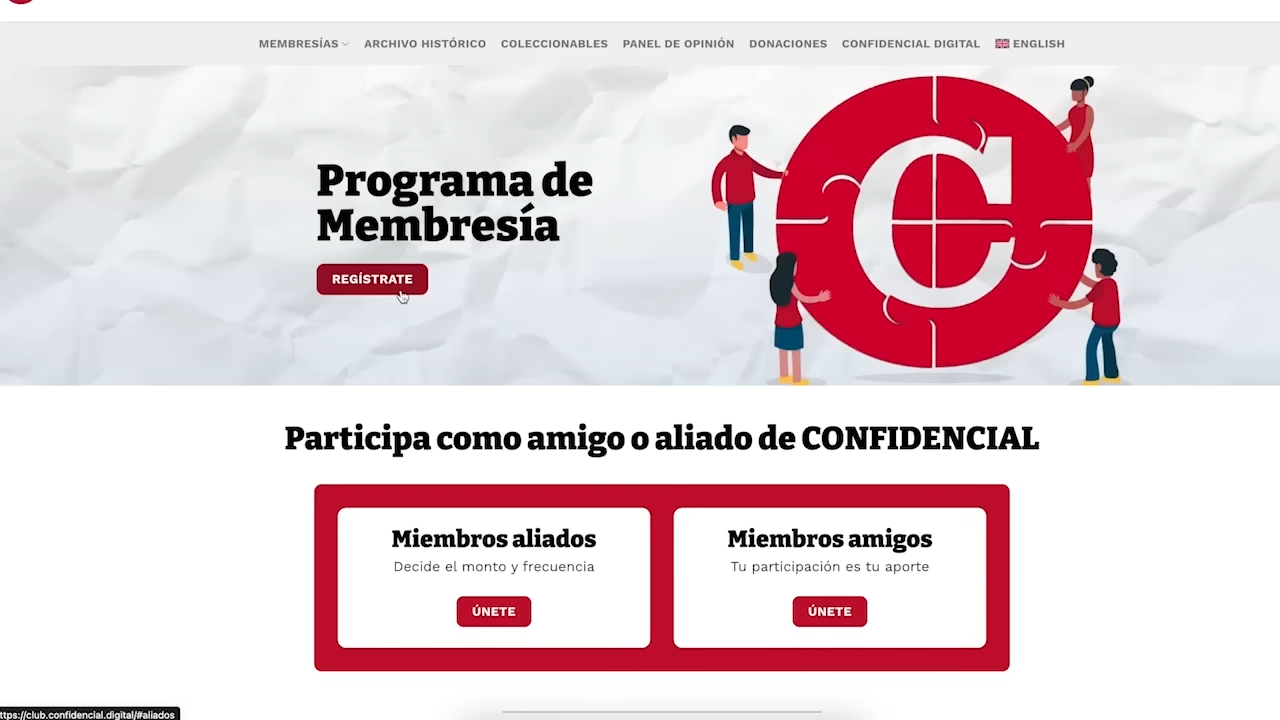 MEMBRESÍAS ARCHIVO HISTÓRICO COLECCIONABLES PANEL DE OPINIÓN DONACIONES CONFIDENCIAL DIGITAL ENGLISH
Programa de
Membresía
REGÍSTRATE
C
Participa como amigo o aliado de CONFIDENCIAL
Miembros aliados
Decide el monto y frecuencia
ÚNETE
Miembros amigos
Tu participación es tu aporte
ÚNETE
ttps://club.confidencial.digital/#aliados